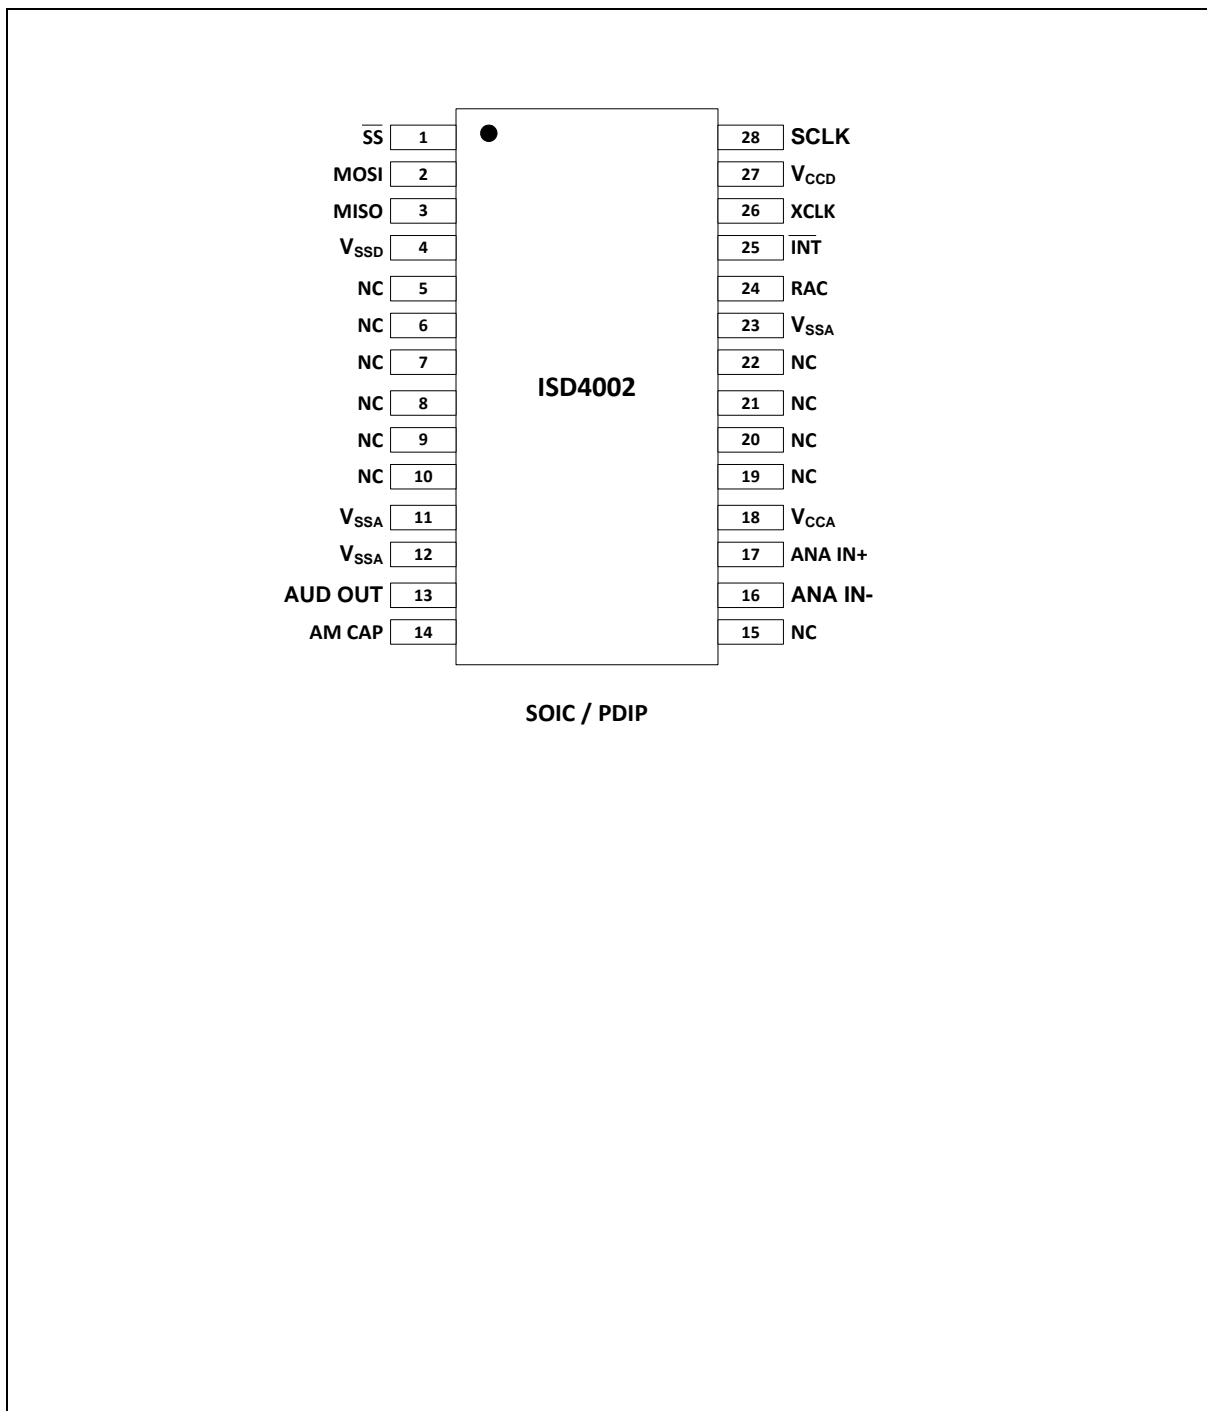 S̅S̅ 1 28 SCLK
MOSI 2 27 VCCD
MISO 3 26 XCLK
VSSD 4 25 I̅N̅T̅
NC 5 24 RAC
NC 6 23 VSSA
NC 7 22 NC
ISD4002
NC 8 21 NC
NC 9 20 NC
NC 10 19 NC
VSSA 11 18 VCCA
VSSA 12 17 ANA IN+
AUD OUT 13 16 ANA IN-
AM CAP 14 15 NC
SOIC / PDIP